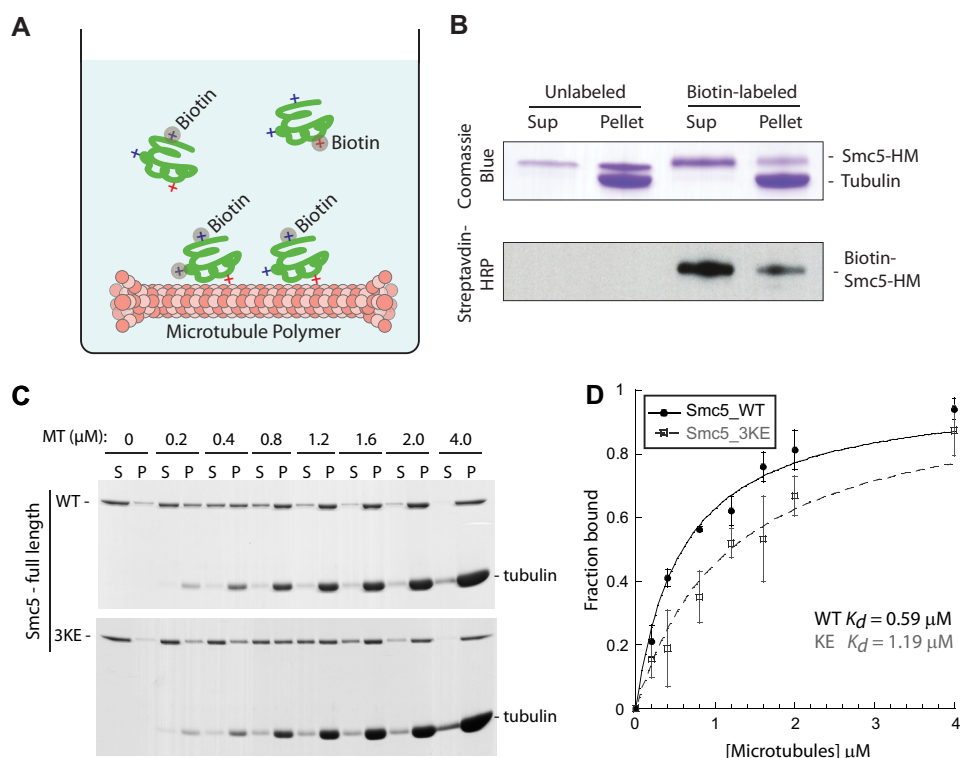 A
Biotin
Biotin
Biotin
Biotin
Microtubule Polymer
B
Unlabeled Biotin-labeled
Sup Pellet Sup Pellet
Coomassie
Blue
- Smc5-HM
- Tubulin
Streptavdin-
HRP
Biotin-
- Smc5-HM
C
MT (μM): 0 0.2 0.4 0.8 1.2 1.6 2.0 4.0
S P S P S P S P S P S P S P S P
Smc5 - full length
WT -
- tubulin
3KE -
- tubulin
D
Smc5_WT
Smc5_3KE
Fraction bound
1
0.8
0.6
0.4
0.2
0
WT Kd = 0.59 μM
KE Kd = 1.19 μM
0 1 2 3 4
[Microtubules] μM